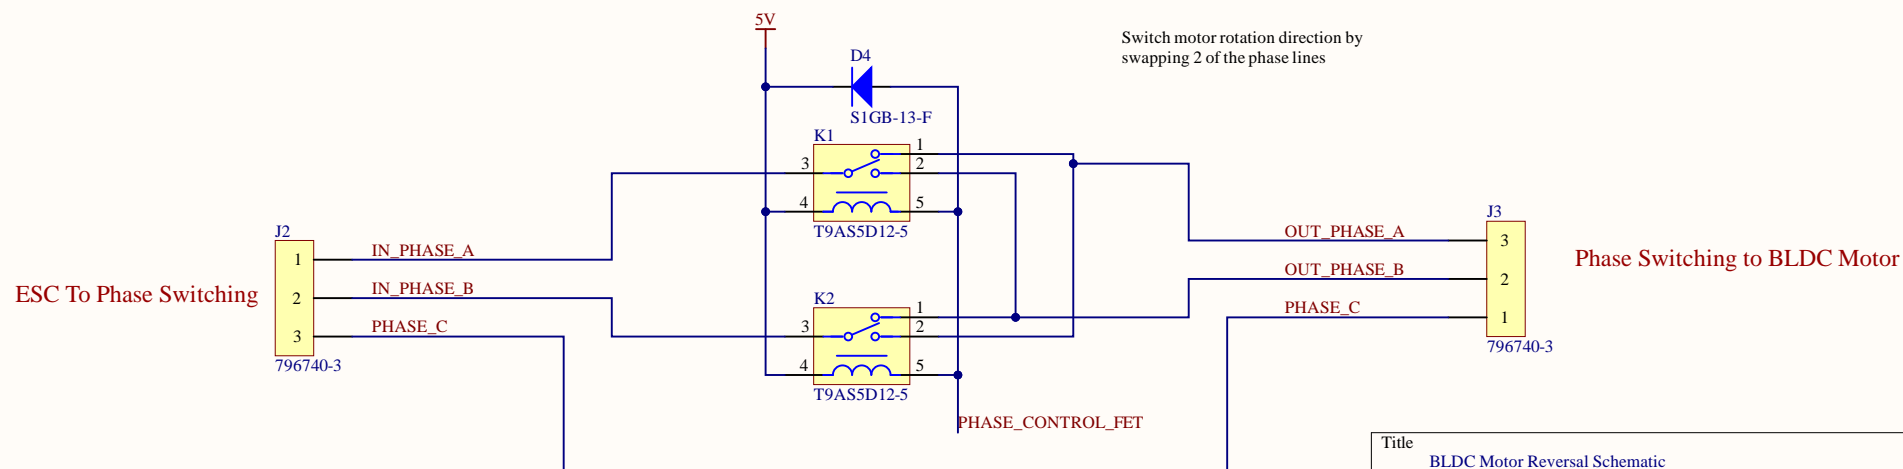 5V
Switch motor rotation direction by
swapping 2 of the phase lines
D4
S1GB-13-F
K1
3
1
2
4
5
T9AS5D12-5
J2
1
2
3
796740-3
IN_PHASE_A
IN_PHASE_B
PHASE_C
ESC To Phase Switching
K2
3
1
2
4
5
T9AS5D12-5
PHASE_CONTROL_FET
OUT_PHASE_A
OUT_PHASE_B
PHASE_C
J3
3
2
1
796740-3
Phase Switching to BLDC Motor
Title
BLDC Motor Reversal Schematic